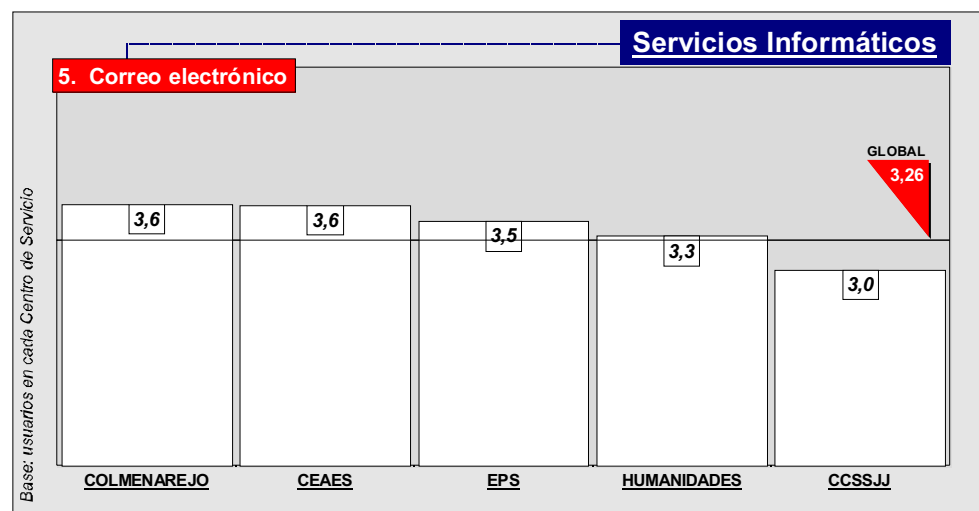 Servicios Informáticos
5. Correo electrónico
GLOBAL
3,26
Base: usuarios en cada Centro de Servicio
3,6
3,6
3,5
3,3
3,0
COLMENAREJO
CEAES
EPS
HUMANIDADES
CCSSJJ